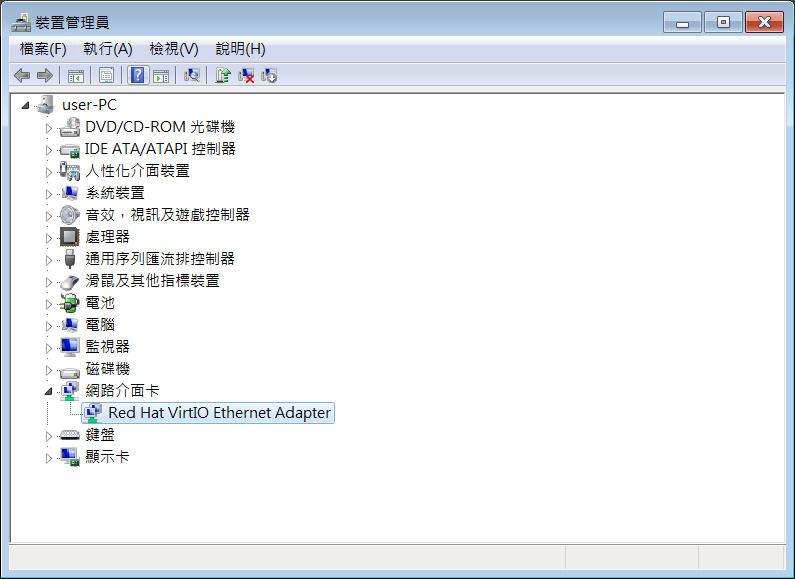 裝置管理員
檔案(F) 執行(A) 檢視(V) 說明(H)
user-PC
DVD/CD-ROM 光碟機
IDE ATA/ATAPI 控制器
人性化介面裝置
系統裝置
音效，視訊及遊戲控制器
處理器
通用序列匯流排控制器
滑鼠及其他指標裝置
電池
電腦
監視器
磁碟機
網路介面卡
Red Hat VirtIO Ethernet Adapter
鍵盤
顯示卡